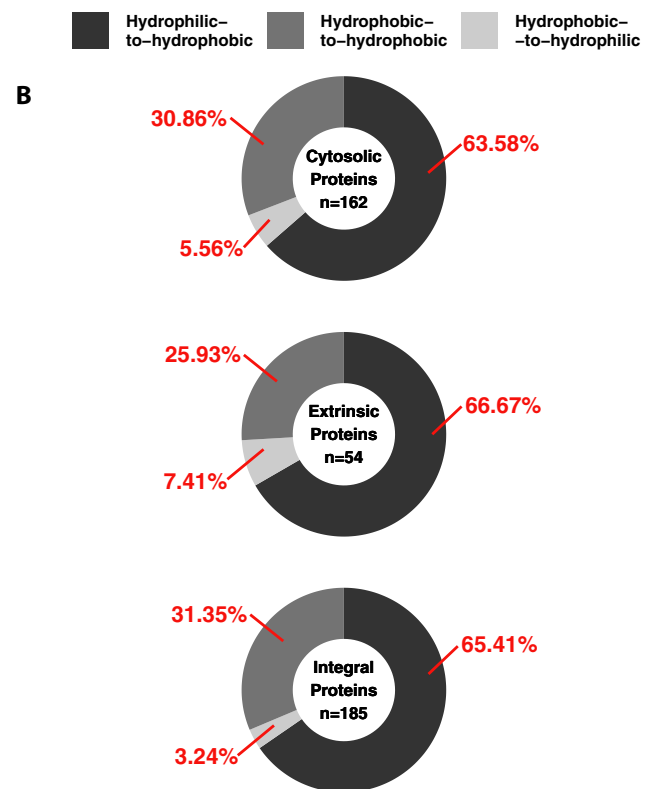 Hydrophilic–
to–hydrophobic
Hydrophobic–
to–hydrophobic
Hydrophobic–
–to–hydrophilic
B
30.86%
63.58%
Cytosolic
Proteins
n=162
5.56%
25.93%
66.67%
Extrinsic
Proteins
n=54
7.41%
31.35%
65.41%
Integral
Proteins
n=185
3.24%